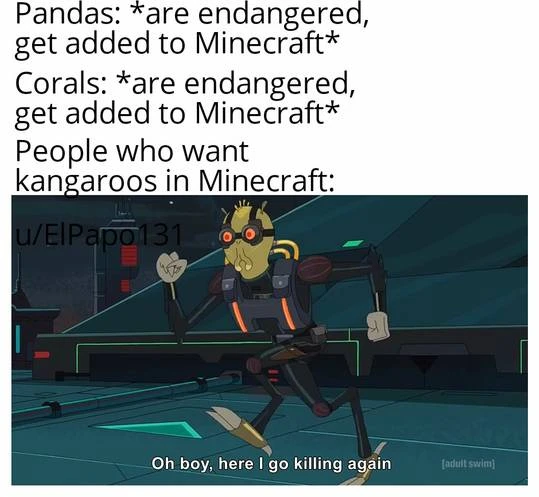 Pandas: *are endangered,
get added to Minecraft*
Corals: *are endangered,
get added to Minecraft*
People who want
kangaroos in Minecraft:
u/ElPapo131
Oh boy, here I go killing again
[adult swim]